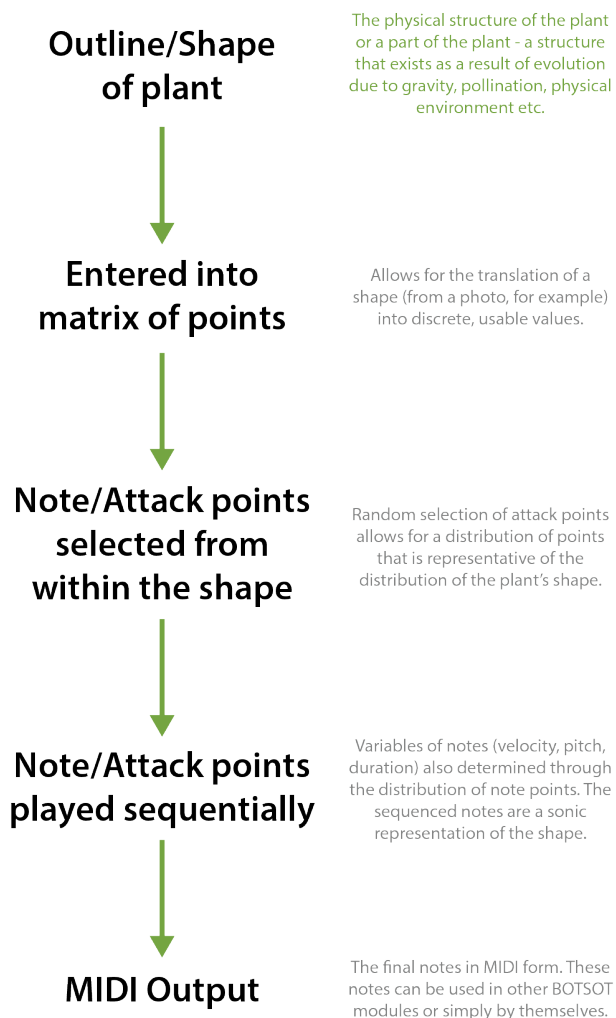 Outline/Shape
of plant
The physical structure of the plant
or a part of the plant - a structure
that exists as a result of evolution
due to gravity, pollination, physical
environment etc.
Entered into
matrix of points
Allows for the translation of a
shape (from a photo, for example)
into discrete, usable values.
Note/Attack points
selected from
within the shape
Random selection of attack points
allows for a distribution of points
that is representative of the
distribution of the plant's shape.
Note/Attack points
played sequentially
Variables of notes (velocity, pitch,
duration) also determined through
the distribution of note points. The
sequenced notes are a sonic
representation of the shape.
MIDI Output
The final notes in MIDI form. These
notes can be used in other BOTSOT
modules or simply by themselves.